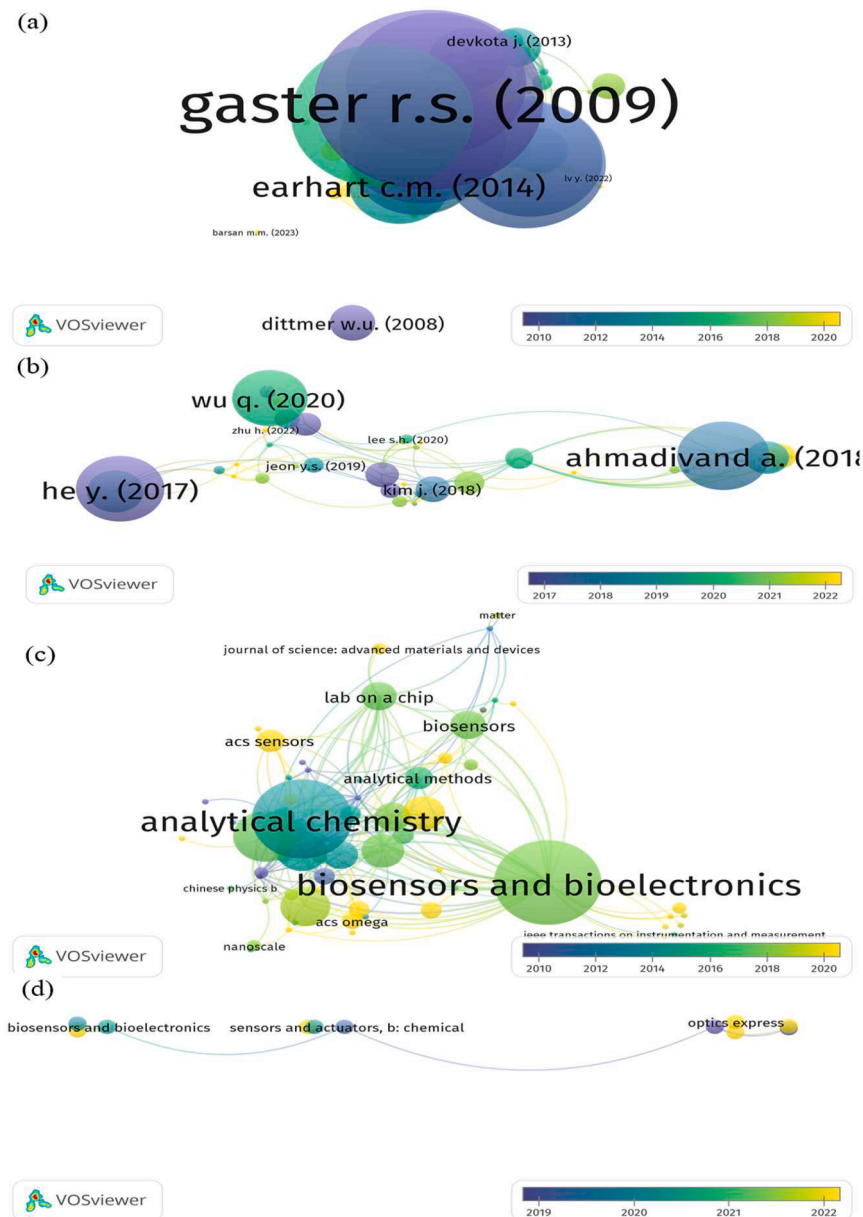 (a)
devkota j. (2013)
gaster r.s. (2009)
earhart c.m. (2014)
lv y. (2022)
barsan m.m. (2023)
VOSviewer
dittmer w.u. (2008)
2010 2012 2014 2016 2018 2020
(b)
wu q. (2020)
zhu h. (2022)
lee s.h. (2020)
jeon y.s. (2019)
ahmadivand a. (2018
he y. (2017)
kim j. (2018)
VOSviewer
2017 2018 2019 2020 2021 2022
matter
(c)
journal of science: advanced materials and devices
lab on a chip
biosensors
acs sensors
analytical methods
analytical chemistry
biosensors and bioelectronics
chinese physics b
acs omega
ieee transactions on instrumentation and measurement
nanoscale
VOSviewer
2010 2012 2014 2016 2018 2020
(d)
biosensors and bioelectronics
sensors and actuators, b: chemical
optics express
VOSviewer
2019 2020 2021 2022